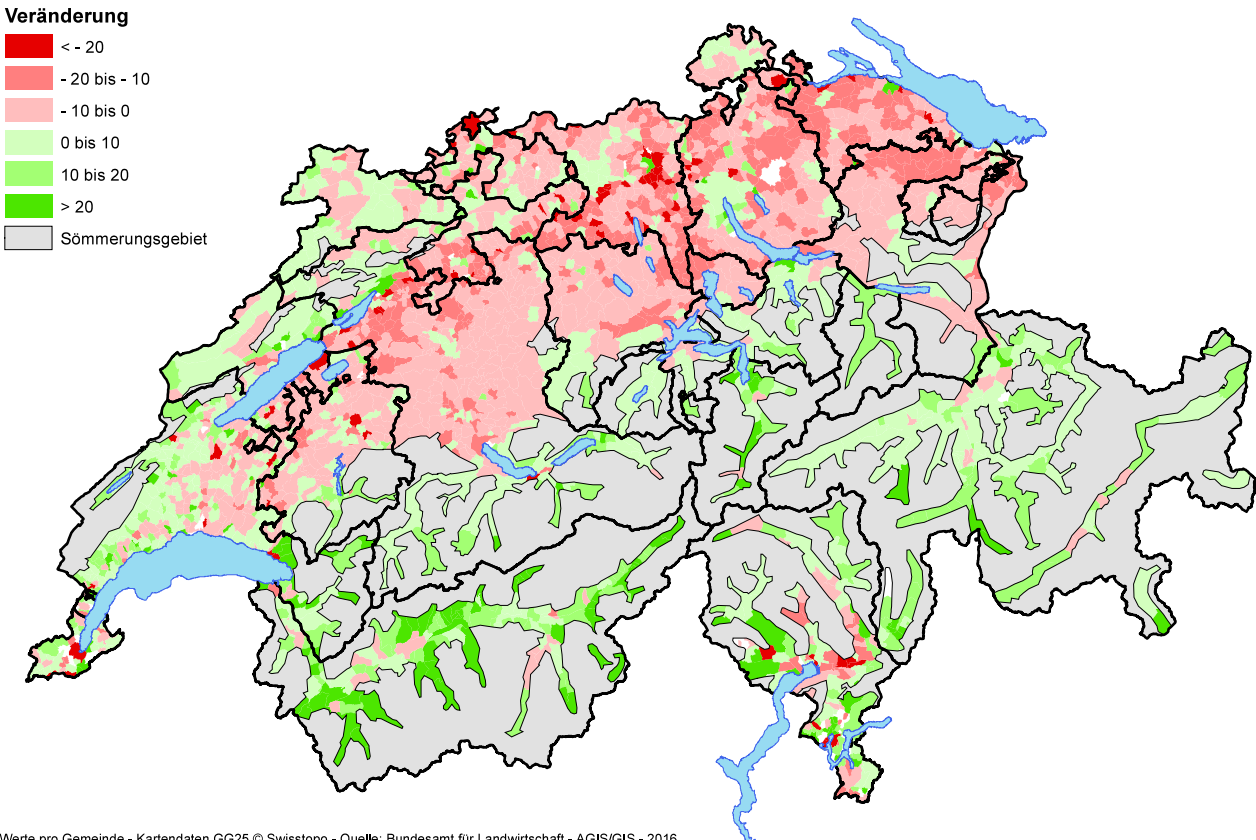 Veränderung
< - 20
- 20 bis - 10
- 10 bis 0
0 bis 10
10 bis 20
> 20
Sömmerungsgebiet
Werte pro Gemeinde - Kartendaten GG25 © Swisstopo - Quelle: Bundesamt für Landwirtschaft - AGIS/GIS - 2016